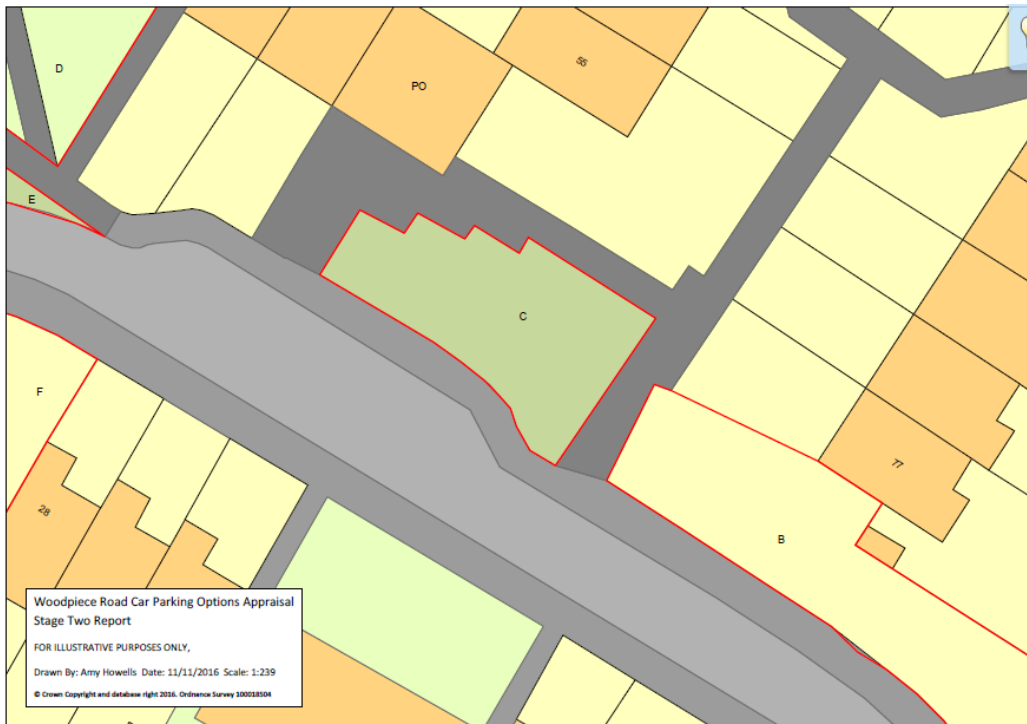 D
PO
55
E
C
F
77
28
B
Woodpiece Road Car Parking Options Appraisal
Stage Two Report
FOR ILLUSTRATIVE PURPOSES ONLY,
Drawn By: Amy Howells Date: 11/11/2016 Scale: 1:239
© Crown Copyright and database right 2016. Ordnance Survey 100018504